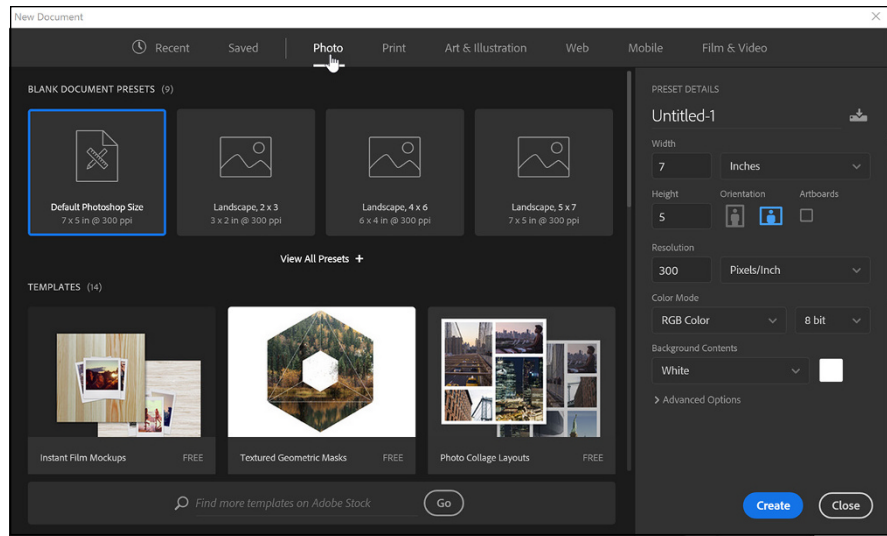 New Document
Recent Saved Photo Print Art & Illustration Web Mobile Film & Video
BLANK DOCUMENT PRESETS (9)
Default Photoshop Size
7 x 5 in @ 300 ppi
Landscape, 2 x 3
3 x 2 in @ 300 ppi
Landscape, 4 x 6
6 x 4 in @ 300 ppi
Landscape, 5 x 7
7 x 5 in @ 300 ppi
View All Presets +
TEMPLATES (14)
Instant Film Mockups FREE
Textured Geometric Masks FREE
Photo Collage Layouts FREE
Find more templates on Adobe Stock Go
PRESET DETAILS
Untitled-1
Width
7 Inches
Height Orientation Artboards
5
Resolution
300 Pixels/Inch
Color Mode
RGB Color 8 bit
Background Contents
White
Advanced Options
Create Close